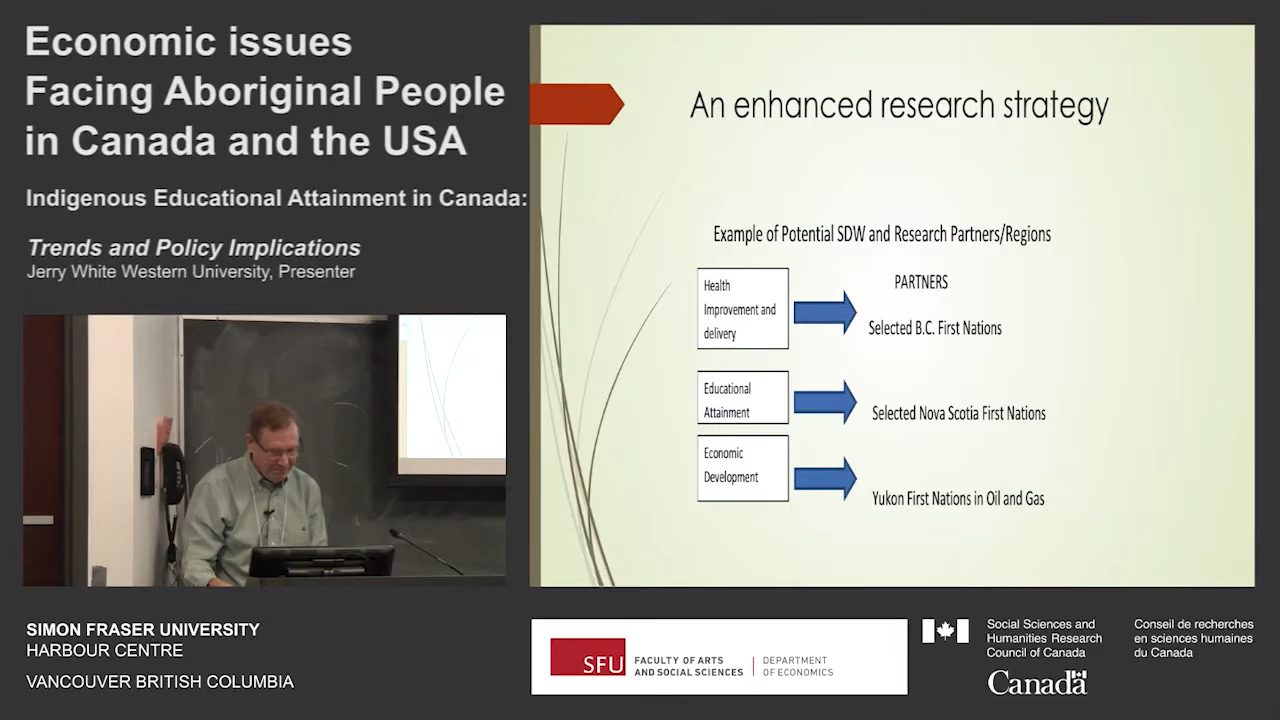 Economic issues
Facing Aboriginal People
in Canada and the USA
Indigenous Educational Attainment in Canada:
Trends and Policy Implications
Jerry White Western University, Presenter
An enhanced research strategy
Example of Potential SDW and Research Partners/Regions
Health
Improvement and
delivery
PARTNERS
Selected B.C. First Nations
Educational
Attainment
Selected Nova Scotia First Nations
Economic
Development
Yukon First Nations in Oil and Gas
SIMON FRASER UNIVERSITY
HARBOUR CENTRE
VANCOUVER BRITISH COLUMBIA
SFU
FACULTY OF ARTS
AND SOCIAL SCIENCES
DEPARTMENT
OF ECONOMICS
Social Sciences and
Humanities Research
Council of Canada
Conseil de recherches
en sciences humaines
du Canada
Canada